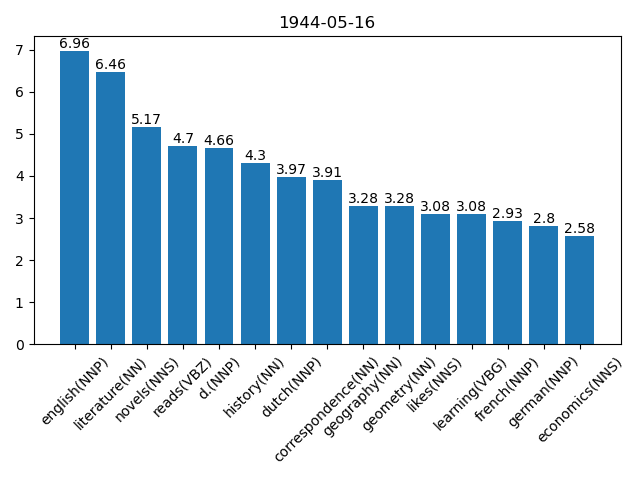 1944-05-16
7
6
5
4
3
2
1
0
6.96
6.46
5.17
4.7
4.66
4.3
3.97
3.91
3.28
3.28
3.08
3.08
2.93
2.8
2.58
english(NNP)
literature(NN)
novels(NNS)
reads(VBZ)
d.(NNP)
history(NN)
dutch(NNP)
correspondence(NN)
geography(NN)
geometry(NN)
likes(NNS)
learning(VBG)
french(NNP)
german(NNP)
economics(NNS)